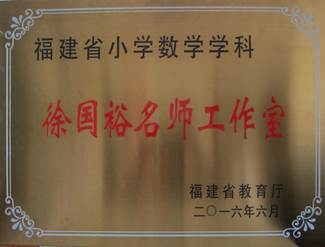 福建省小学数学学科
徐国裕名师工作室
福建省教育厅
二〇一六年六月